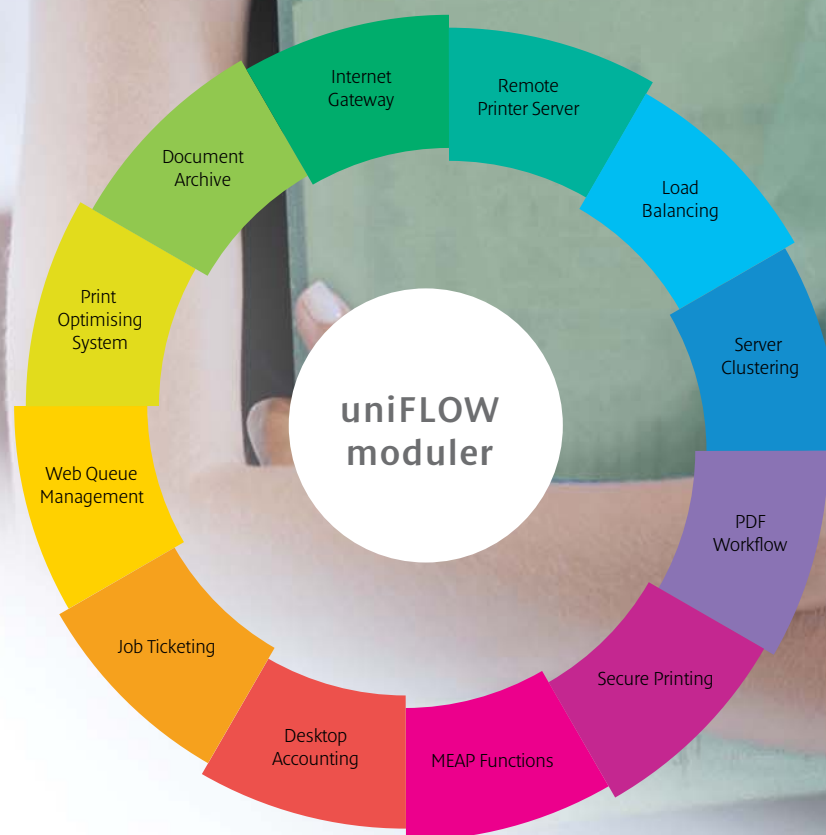 Internet
Gateway
Remote
Printer Server
Load
Balancing
Server
Clustering
PDF
Workflow
Secure Printing
MEAP Functions
Desktop
Accounting
Job Ticketing
Web Queue
Management
Print
Optimising
System
Document
Archive
uniFLOW
moduler